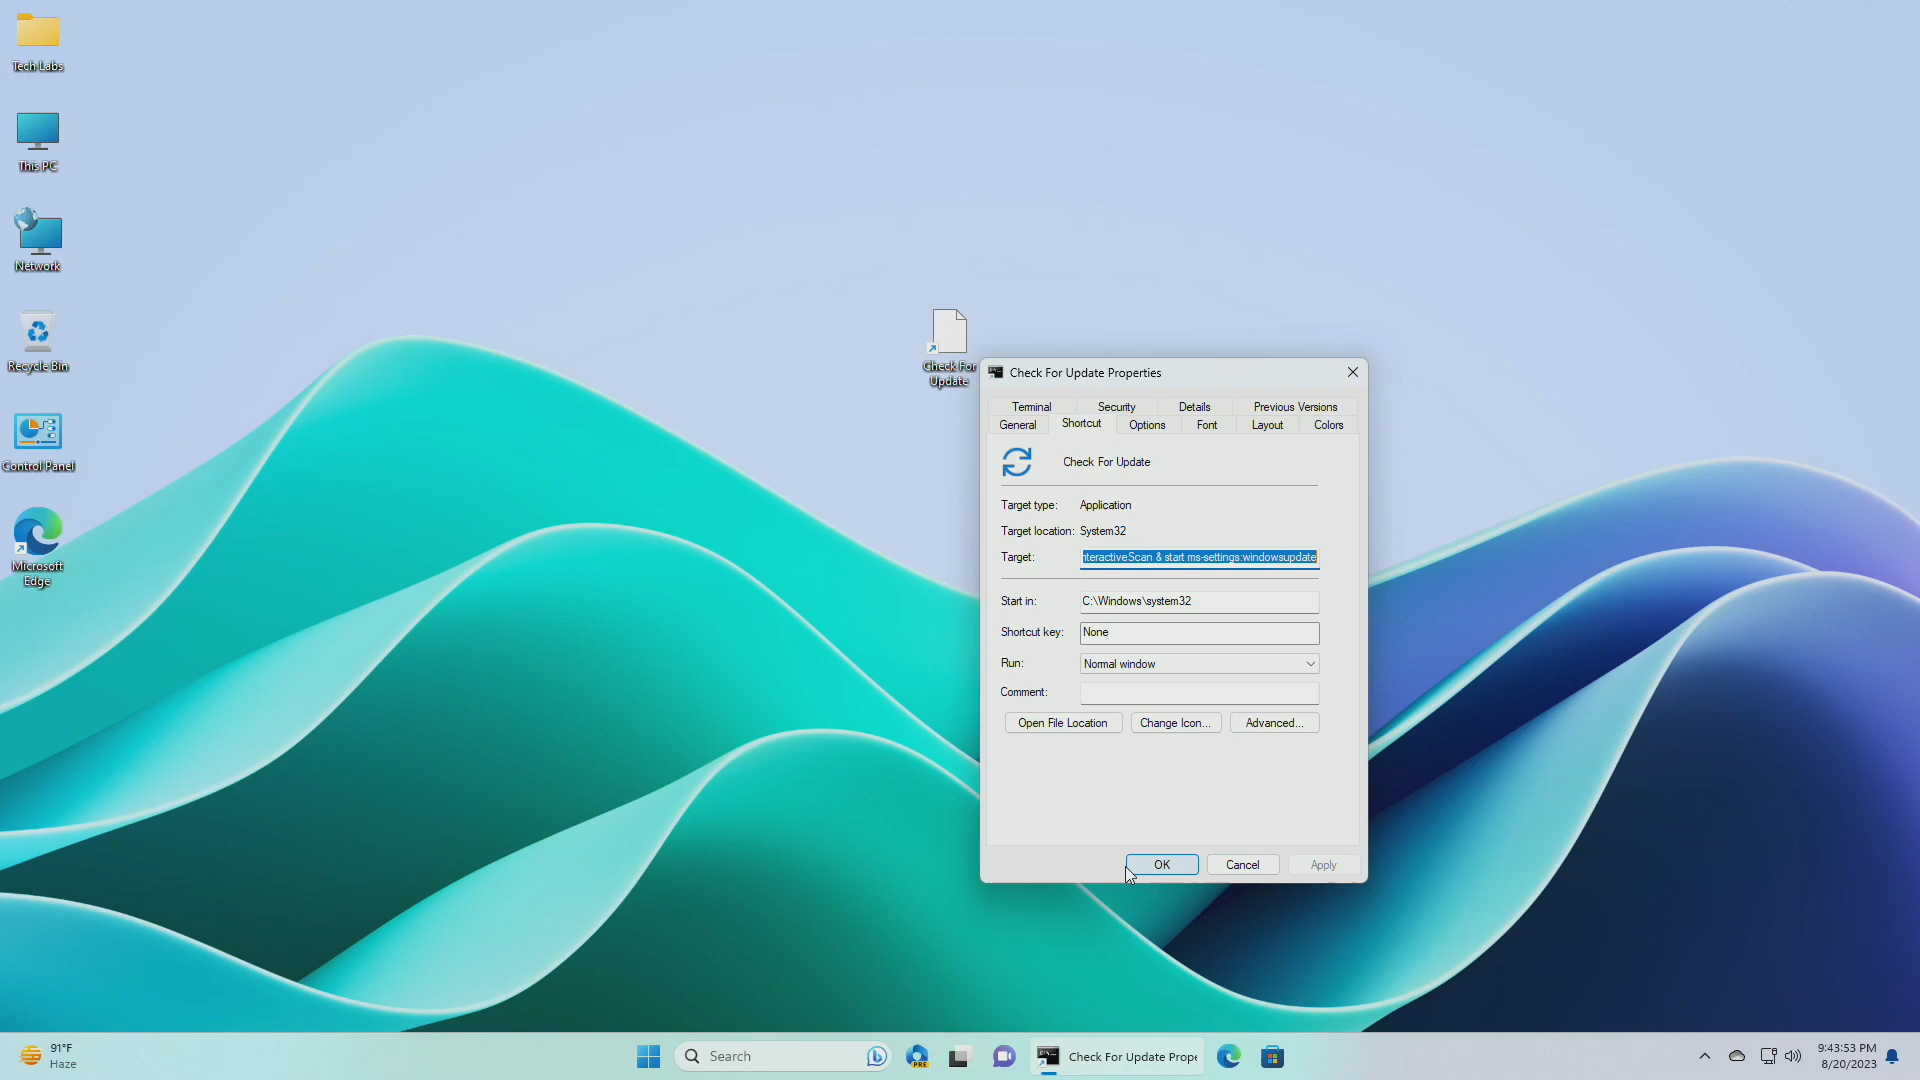 Tech Labs
This PC
Network
Recycle Bin
Control Panel
Microsoft
Edge
Check For
Update
Check For Update Properties
Terminal Security Details Previous Versions
General Shortcut Options Font Layout Colors
Check For Update
Target type: Application
Target location: System32
Target: nteractiveScan & start ms-settings:windowsupdate
Start in: C:\Windows\system32
Shortcut key: None
Run: Normal window
Comment:
Open File Location Change Icon... Advanced...
OK Cancel Apply
91°F
Haze
Search
PRE
Check For Update Prope
9:43:53 PM
8/20/2023